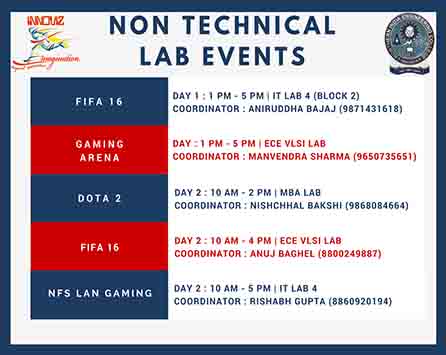 INNOVIZ
Imagination
NON TECHNICAL
LAB EVENTS
FIFA 16
DAY 1 : 1 PM - 5 PM | IT LAB 4 (BLOCK 2)
COORDINATOR : ANIRUDDHA BAJAJ (9871431618)
GAMING
ARENA
DAY : 1 PM - 5 PM | ECE VLSI LAB
COORDINATOR : MANVENDRA SHARMA (9650735651)
DOTA 2
DAY 2 : 10 AM - 2 PM | MBA LAB
COORDINATOR : NISHCHHAL BAKSHI (9868084664)
FIFA 16
DAY 2 : 10 AM - 4 PM | ECE VLSI LAB
COORDINATOR : ANUJ BAGHEL (8800249887)
NFS LAN GAMING
DAY 2 : 10 AM - 5 PM | IT LAB 4
COORDINATOR : RISHABH GUPTA (8860920194)